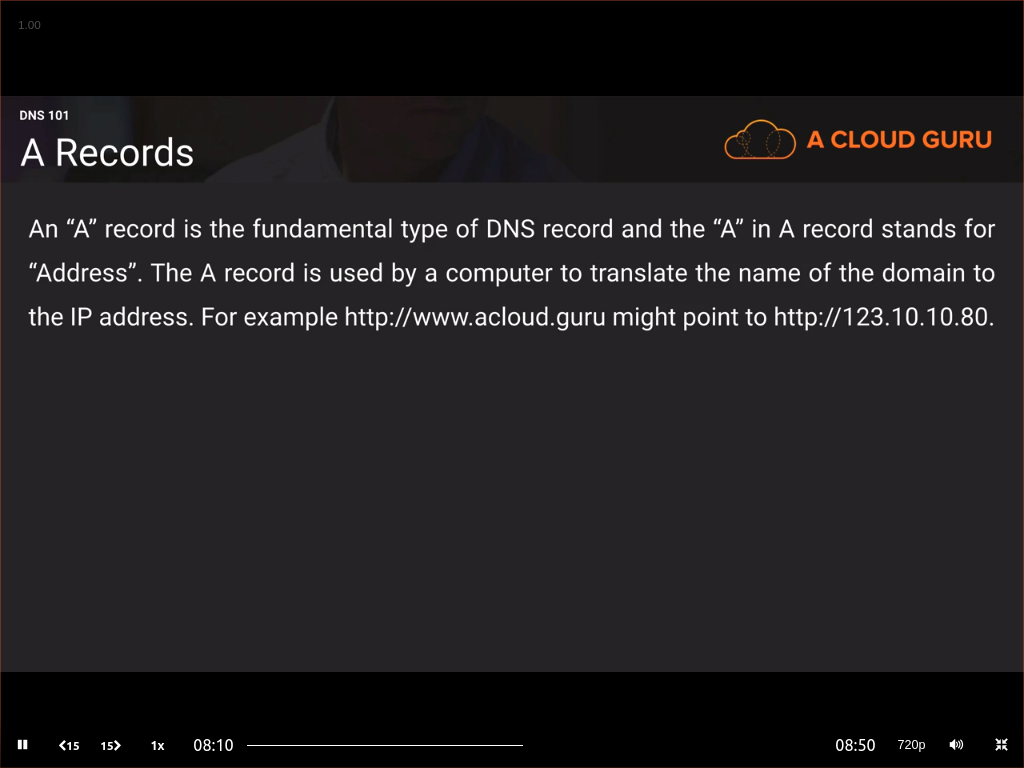 1.00
DNS 101
A Records
A CLOUD GURU
An “A” record is the fundamental type of DNS record and the “A” in A record stands for
“Address”. The A record is used by a computer to translate the name of the domain to
the IP address. For example http://www.acloud.guru might point to http://123.10.10.80.
15 15 1x 08:10 08:50 720p